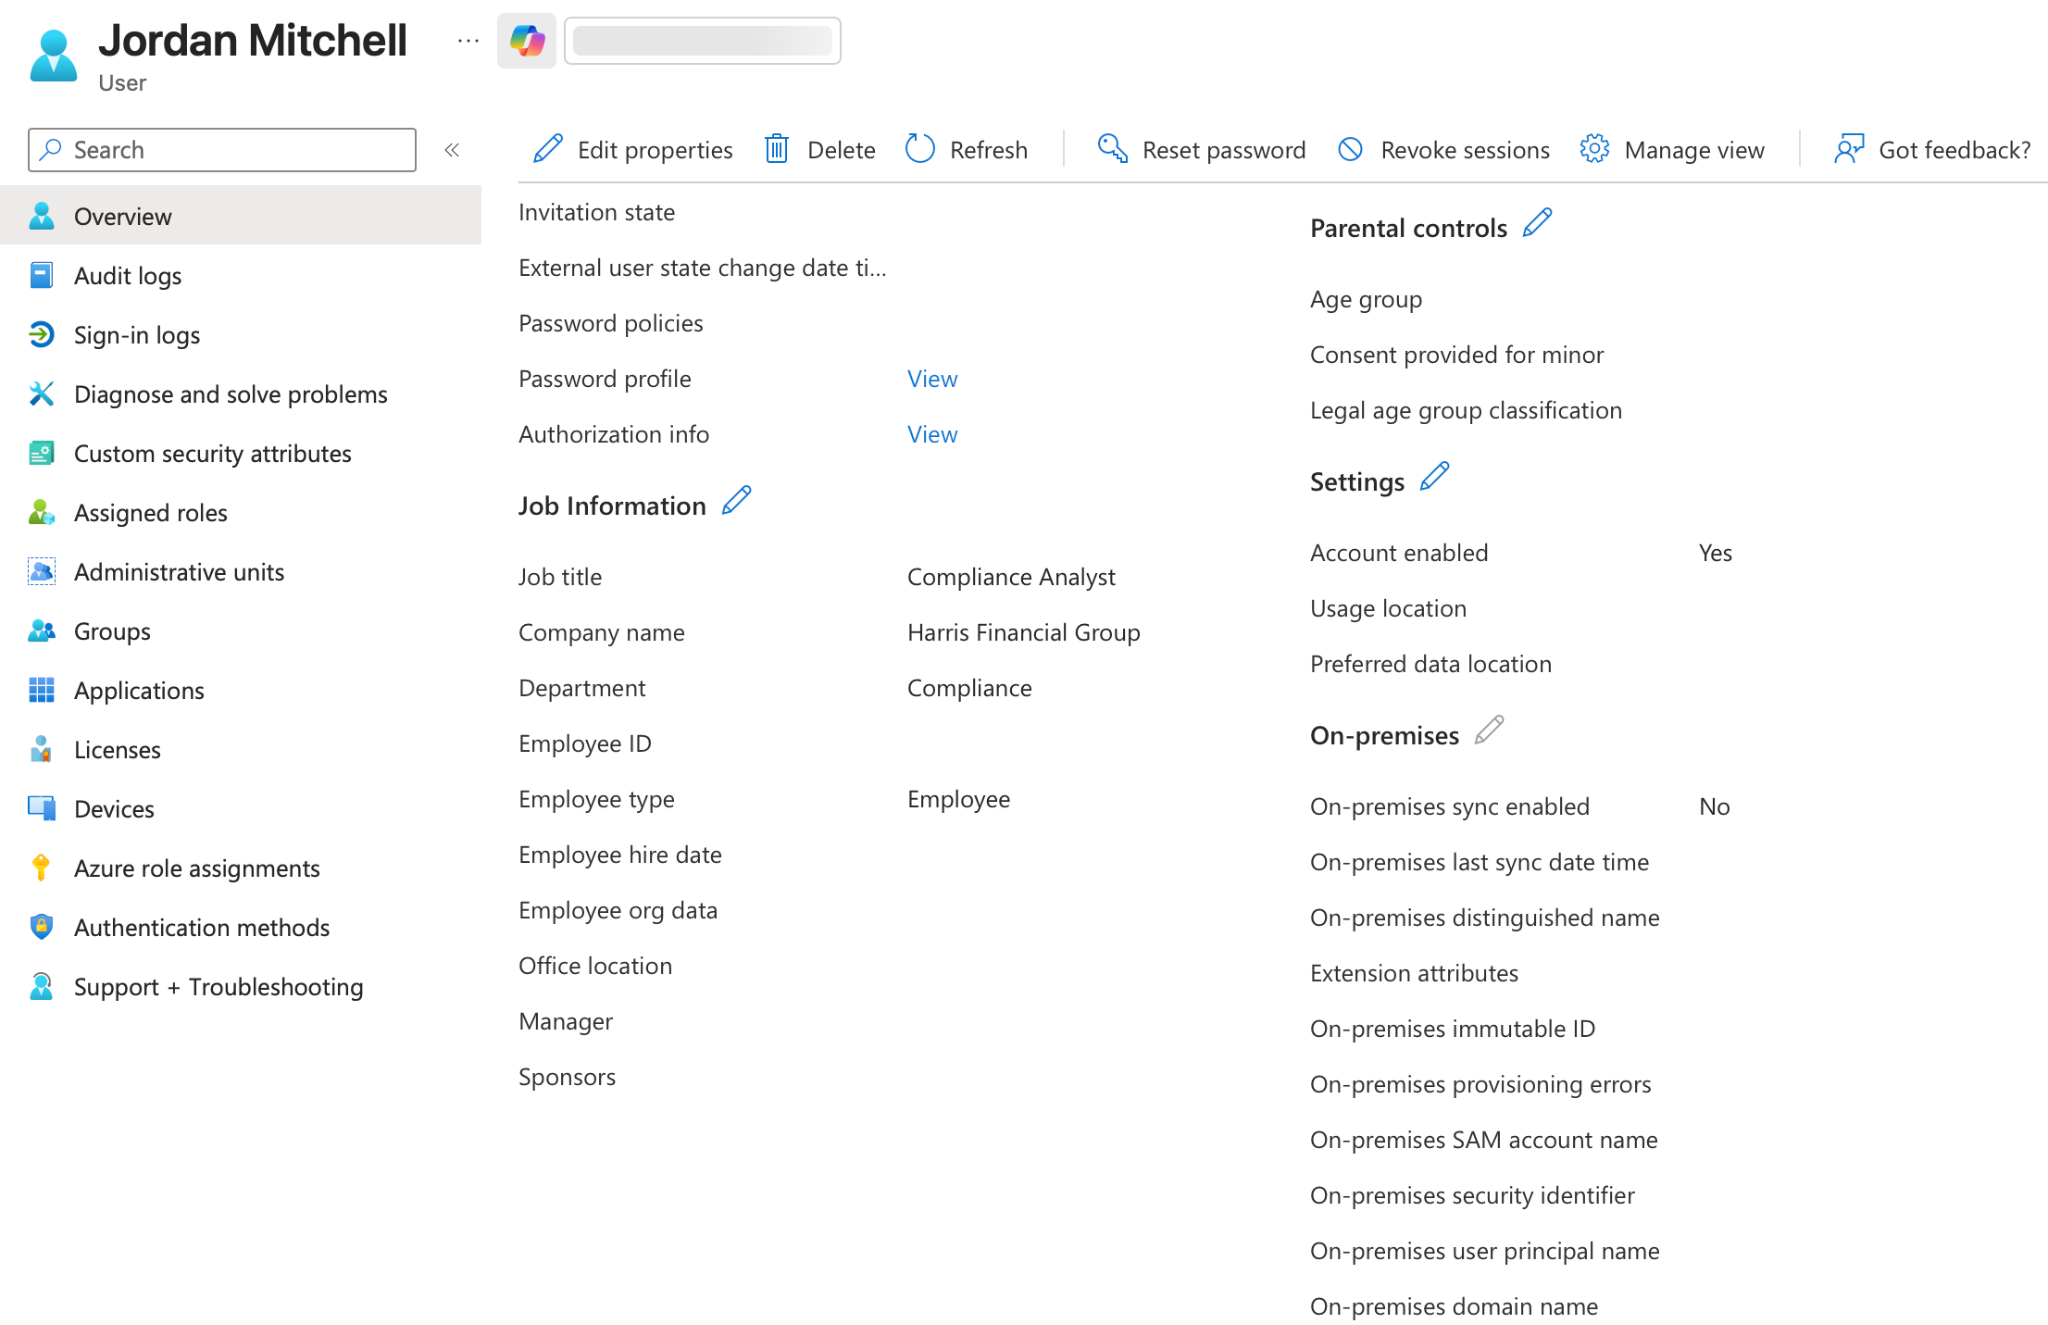 Jordan Mitchell
...
User
Search
«
Overview
Audit logs
Sign-in logs
Diagnose and solve problems
Custom security attributes
Assigned roles
Administrative units
Groups
Applications
Licenses
Devices
Azure role assignments
Authentication methods
Support + Troubleshooting
Edit properties Delete Refresh Reset password Revoke sessions Manage view Got feedback?
Invitation state
External user state change date ti...
Password policies
Password profile View
Authorization info View
Job Information
Job title Compliance Analyst
Company name Harris Financial Group
Department Compliance
Employee ID
Employee type Employee
Employee hire date
Employee org data
Office location
Manager
Sponsors
Parental controls
Age group
Consent provided for minor
Legal age group classification
Settings
Account enabled Yes
Usage location
Preferred data location
On-premises
On-premises sync enabled No
On-premises last sync date time
On-premises distinguished name
Extension attributes
On-premises immutable ID
On-premises provisioning errors
On-premises SAM account name
On-premises security identifier
On-premises user principal name
On-premises domain name